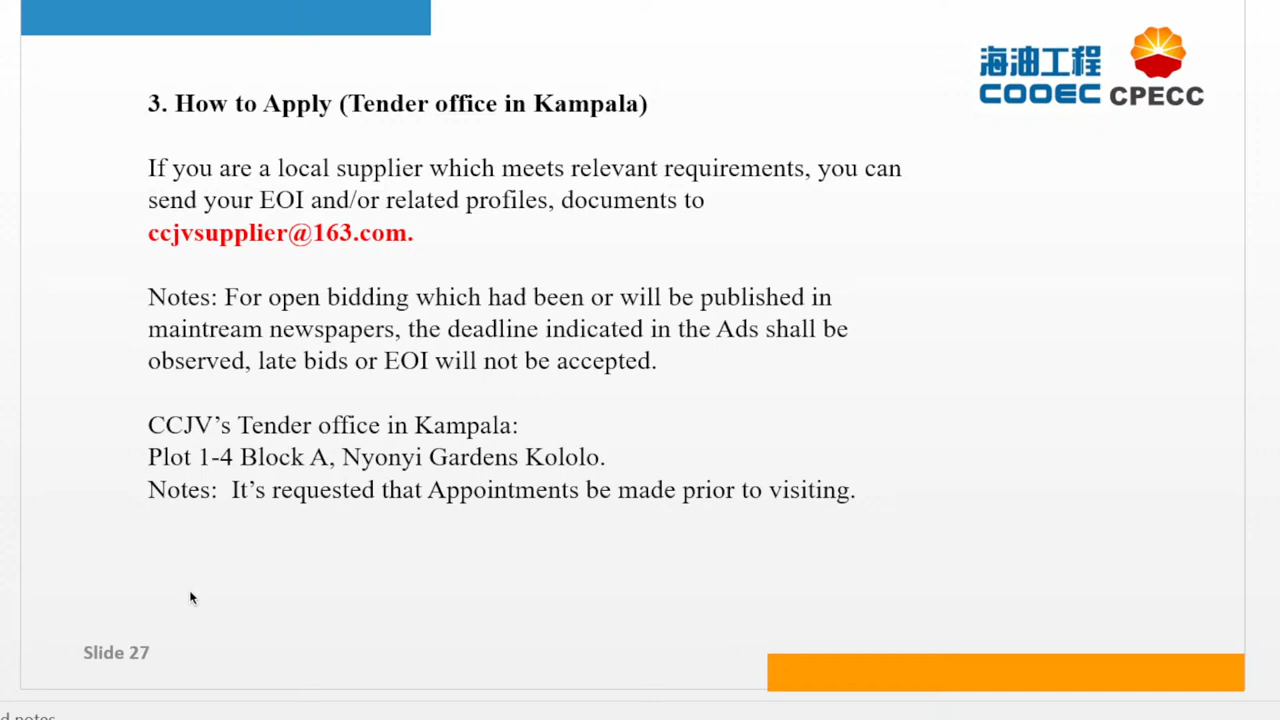 海油工程
COOEC CPECC
3. How to Apply (Tender office in Kampala)
If you are a local supplier which meets relevant requirements, you can
send your EOI and/or related profiles, documents to
ccjvsupplier@163.com.
Notes: For open bidding which had been or will be published in
maintream newspapers, the deadline indicated in the Ads shall be
observed, late bids or EOI will not be accepted.
CCJV’s Tender office in Kampala:
Plot 1-4 Block A, Nyonyi Gardens Kololo.
Notes:  It’s requested that Appointments be made prior to visiting.
Slide 27
d notes